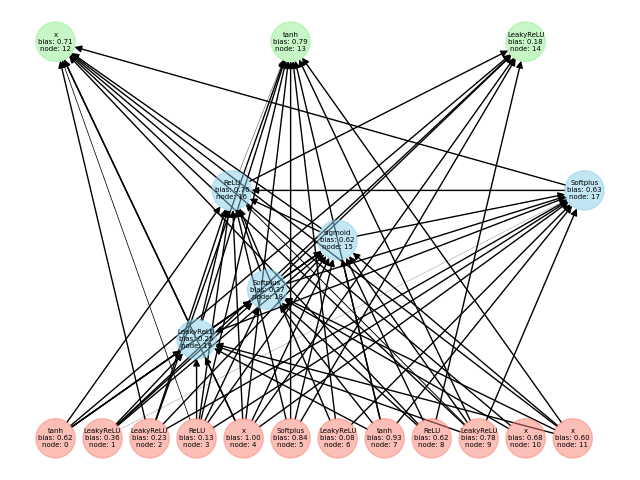 x
bias: 0.71
node: 12
tanh
bias: 0.79
node: 13
LeakyReLU
bias: 0.18
node: 14
ReLU
bias: 0.76
node: 16
Softplus
bias: 0.63
node: 17
sigmoid
bias: 0.62
node: 15
Softplus
bias: 0.37
node: 18
LeakyReLU
bias:
node: 19
tanh
bias: 0.62
node: 0
LeakyReLU
bias: 0.36
node: 1
LeakyReLU
bias: 0.23
node: 2
ReLU
bias: 0.13
node: 3
x
bias: 1.00
node: 4
Softplus
bias: 0.84
node: 5
LeakyReLU
bias: 0.08
node: 6
tanh
bias: 0.93
node: 7
ReLU
bias: 0.62
node: 8
LeakyReLU
bias: 0.78
node: 9
x
bias: 0.68
node: 10
x
bias: 0.60
node: 11